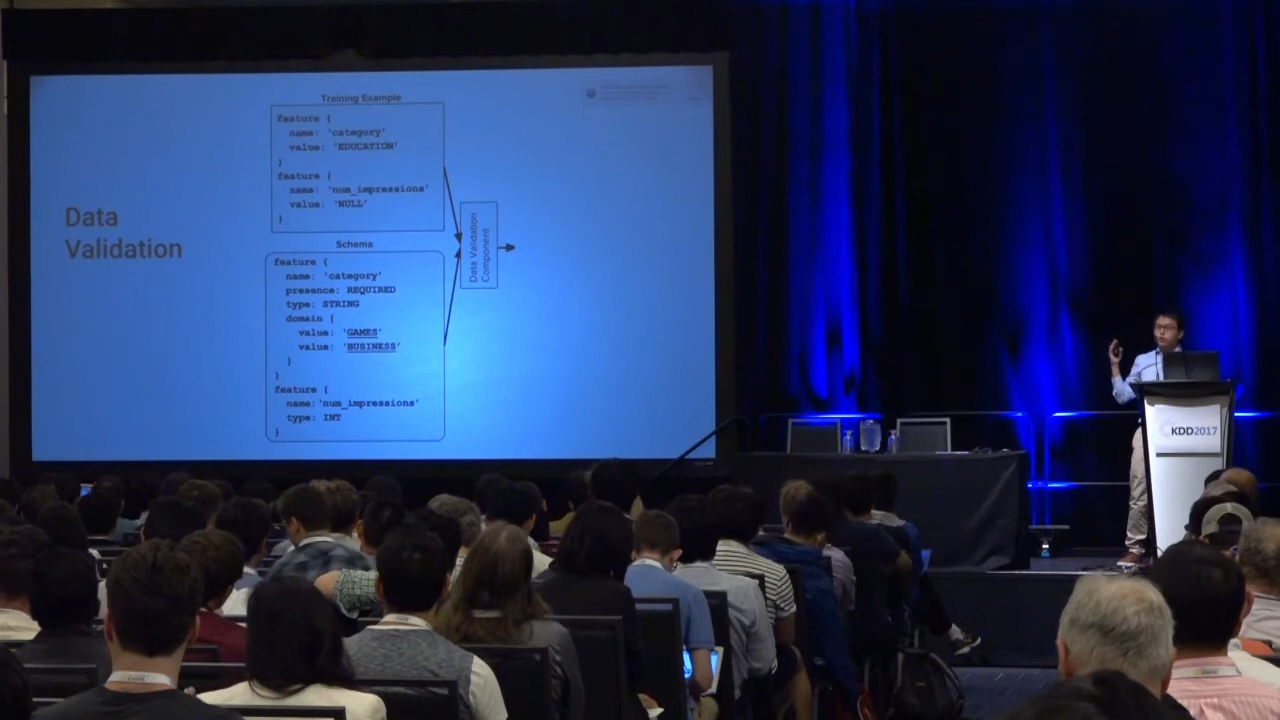 Data
Validation
Training Example
feature {
name: 'category'
value: 'EDUCATION'
}
feature {
name: 'num_impressions'
value: 'NULL'
}
Schema
feature {
name: 'category'
presence: REQUIRED
type: STRING
domain {
value: 'GAMES'
value: 'BUSINESS'
}
}
feature {
name:'num_impressions'
type: INT
}
Data Validation
Component
KDD2017